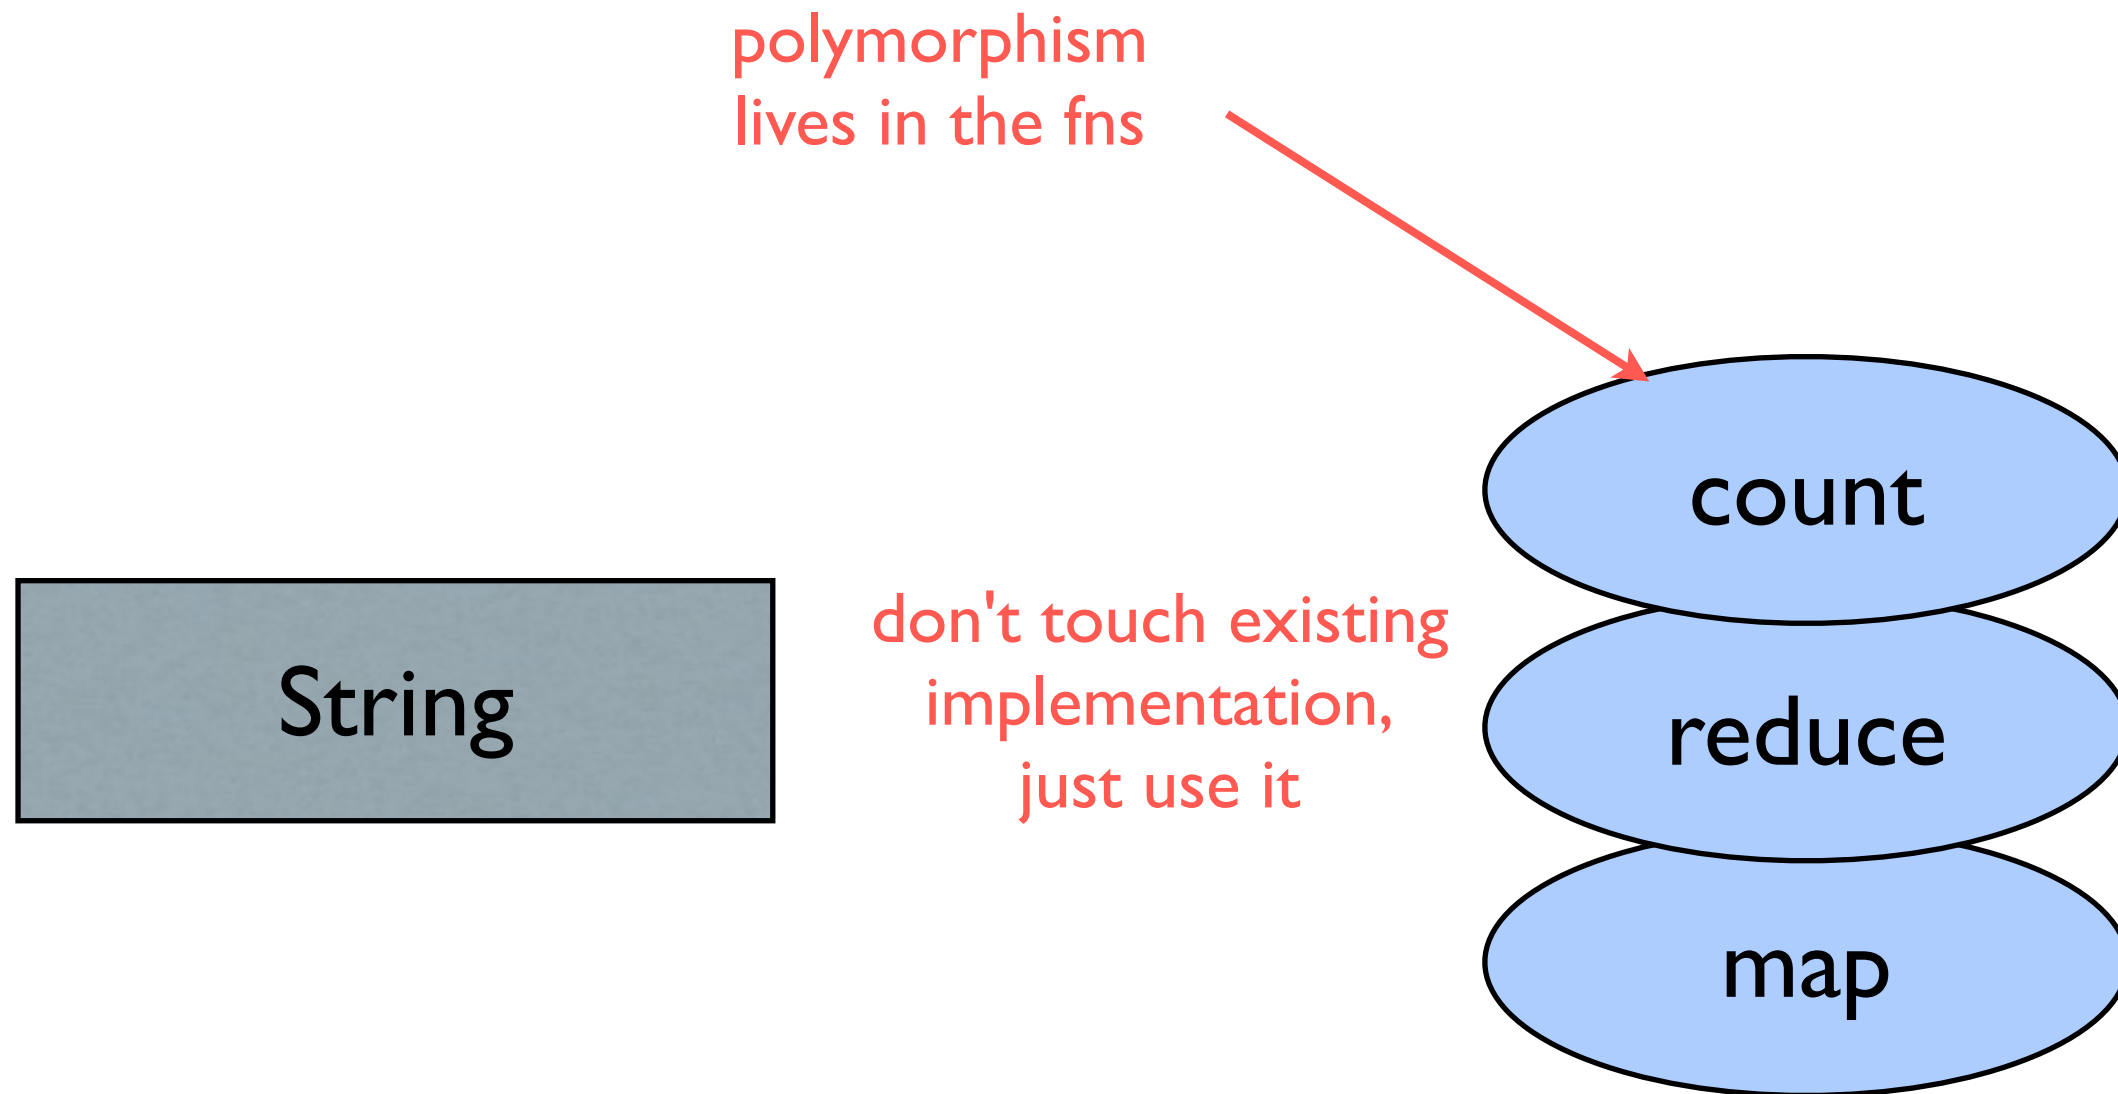 polymorphism
lives in the fns
count
String
don't touch existing
implementation,
just use it
reduce
map